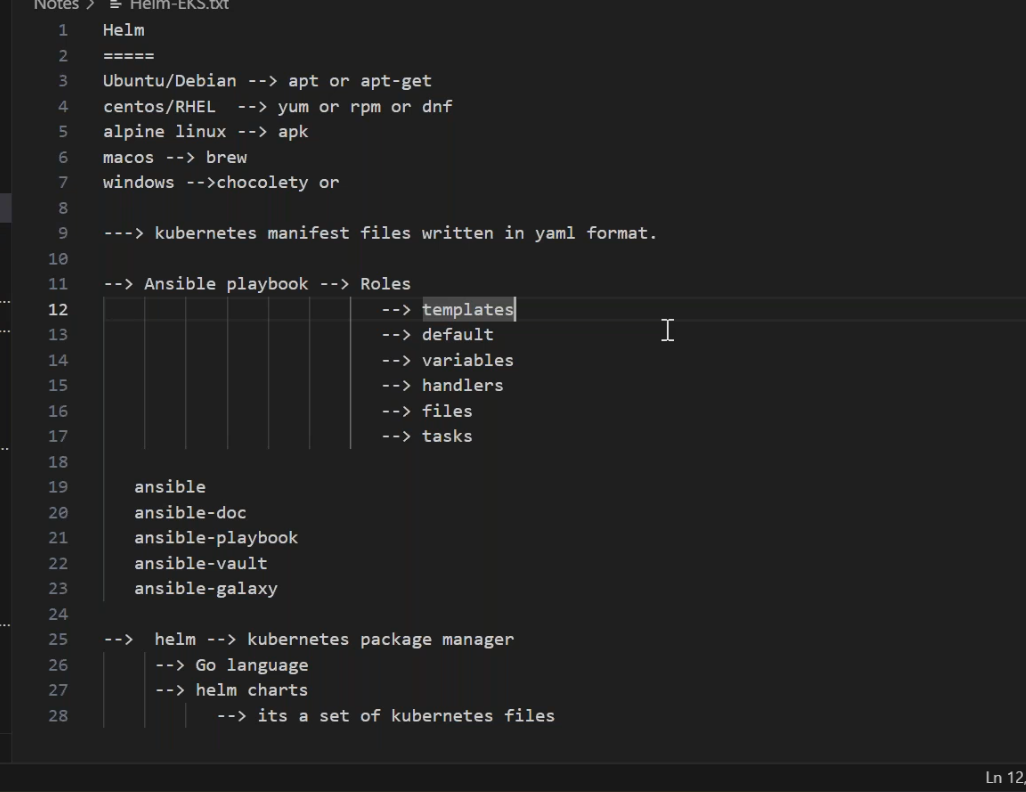 Notes > Helm-EKS.txt
1 Helm
2 =====
3 Ubuntu/Debian --> apt or apt-get
4 centos/RHEL --> yum or rpm or dnf
5 alpine linux --> apk
6 macos --> brew
7 windows -->chocolety or
8
9 ---> kubernetes manifest files written in yaml format.
10
11 --> Ansible playbook --> Roles
12 --> templates
13 --> default
14 --> variables
15 --> handlers
16 --> files
17 --> tasks
18
19 ansible
20 ansible-doc
21 ansible-playbook
22 ansible-vault
23 ansible-galaxy
24
25 --> helm --> kubernetes package manager
26 --> Go language
27 --> helm charts
28 --> its a set of kubernetes files
Ln 12,